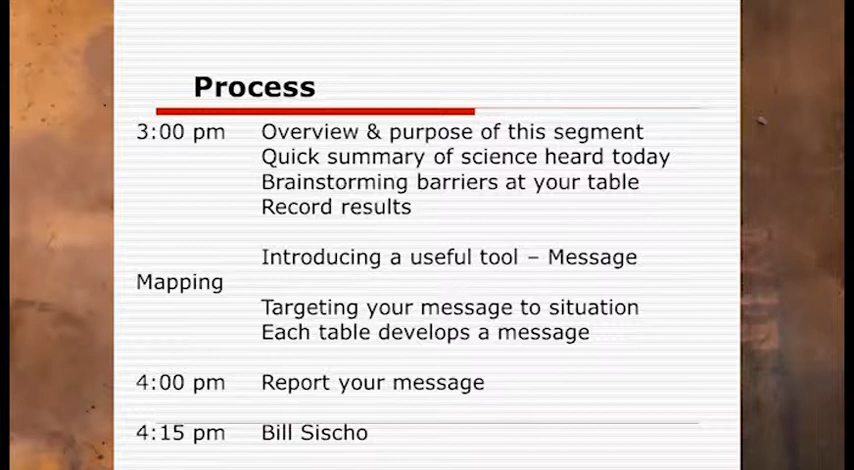 Process
3:00 pm Overview & purpose of this segment
Quick summary of science heard today
Brainstorming barriers at your table
Record results
Introducing a useful tool – Message
Mapping
Targeting your message to situation
Each table develops a message
4:00 pm Report your message
4:15 pm Bill Sischo